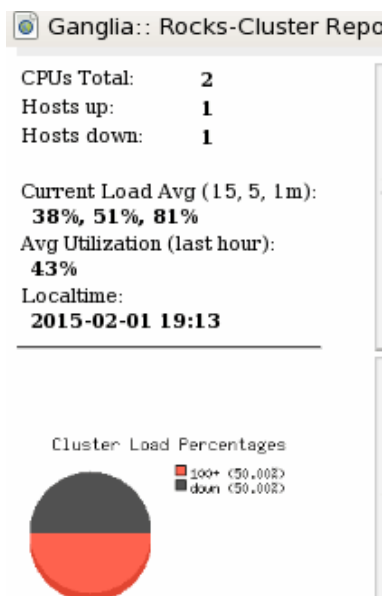 Ganglia:: Rocks-Cluster Repo
CPUs Total: 2
Hosts up: 1
Hosts down: 1
Current Load Avg (15, 5, 1m):
38%, 51%, 81%
Avg Utilization (last hour):
43%
Localtime:
2015-02-01 19:13
Cluster Load Percentages
100+ (50.00%)
down (50.00%)